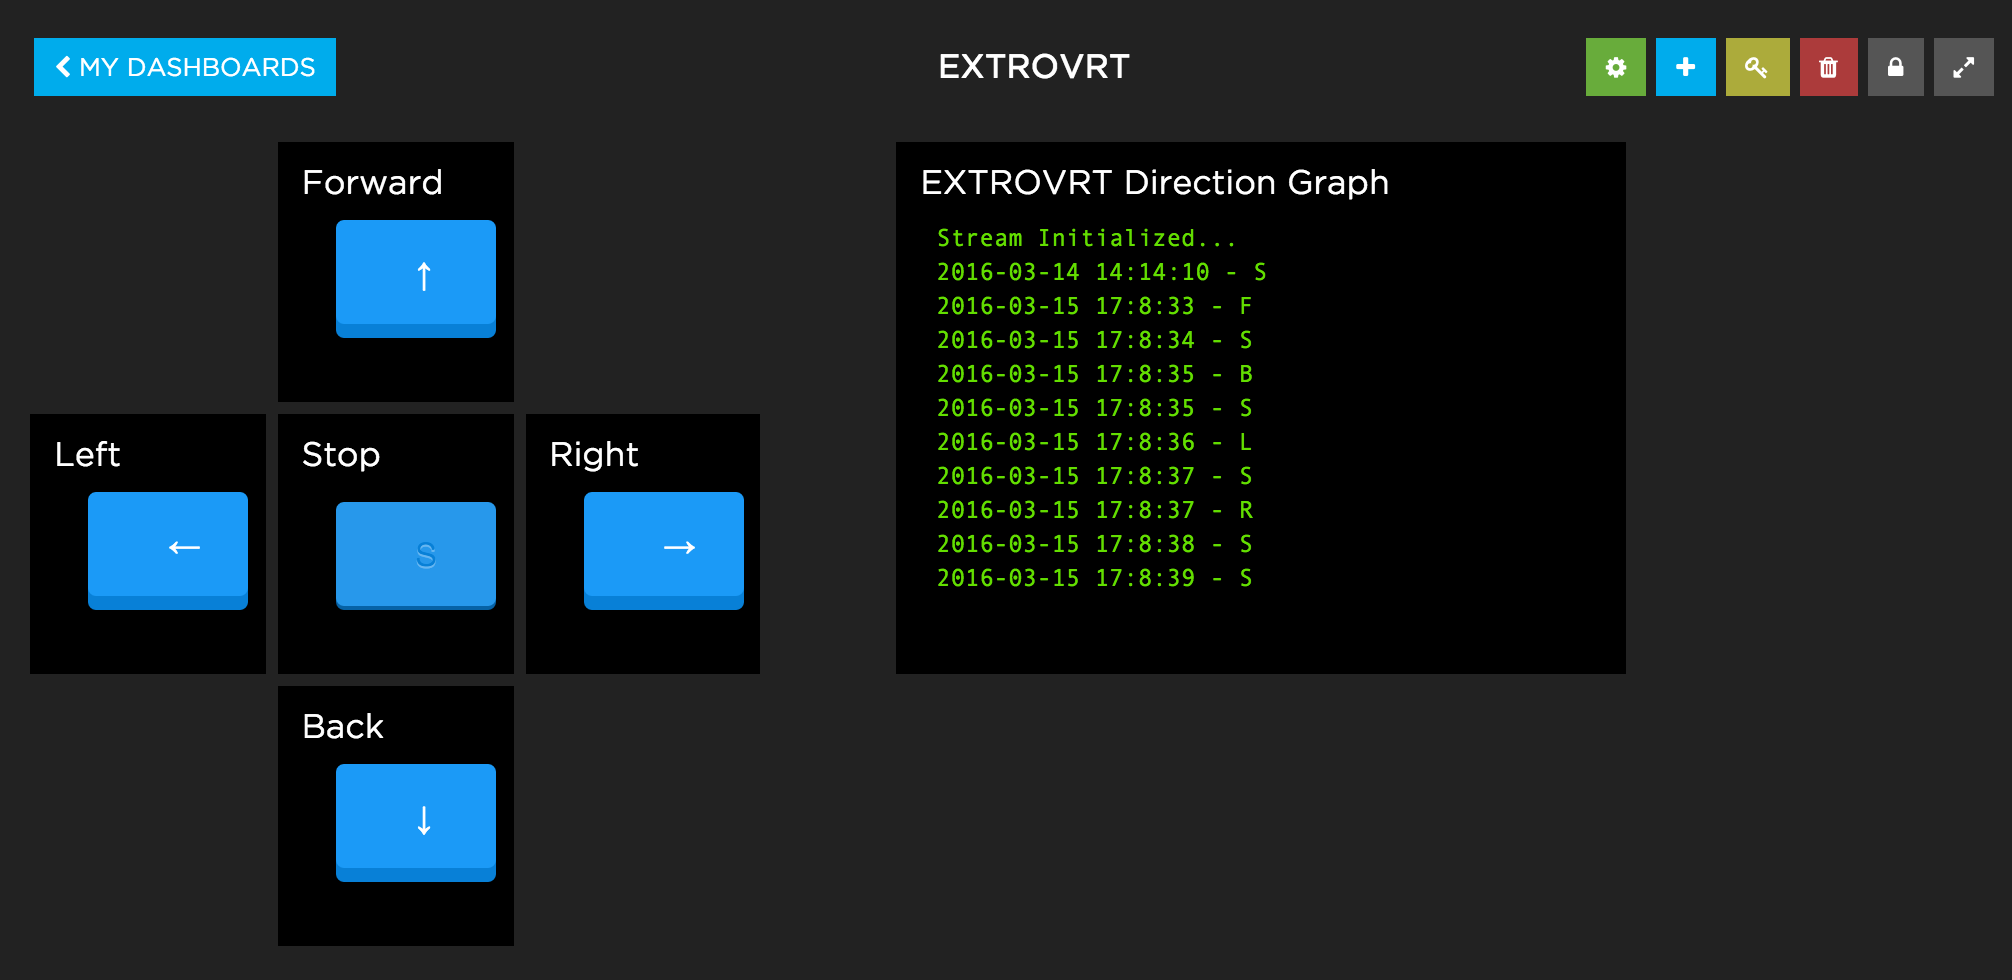 MY DASHBOARDS
EXTROVRT
Forward
↑
Left
←
Stop
S
Right
→
Back
↓
EXTROVRT Direction Graph
Stream Initialized...
2016-03-14 14:14:10 - S
2016-03-15 17:8:33 - F
2016-03-15 17:8:34 - S
2016-03-15 17:8:35 - B
2016-03-15 17:8:35 - S
2016-03-15 17:8:36 - L
2016-03-15 17:8:37 - S
2016-03-15 17:8:37 - R
2016-03-15 17:8:38 - S
2016-03-15 17:8:39 - S